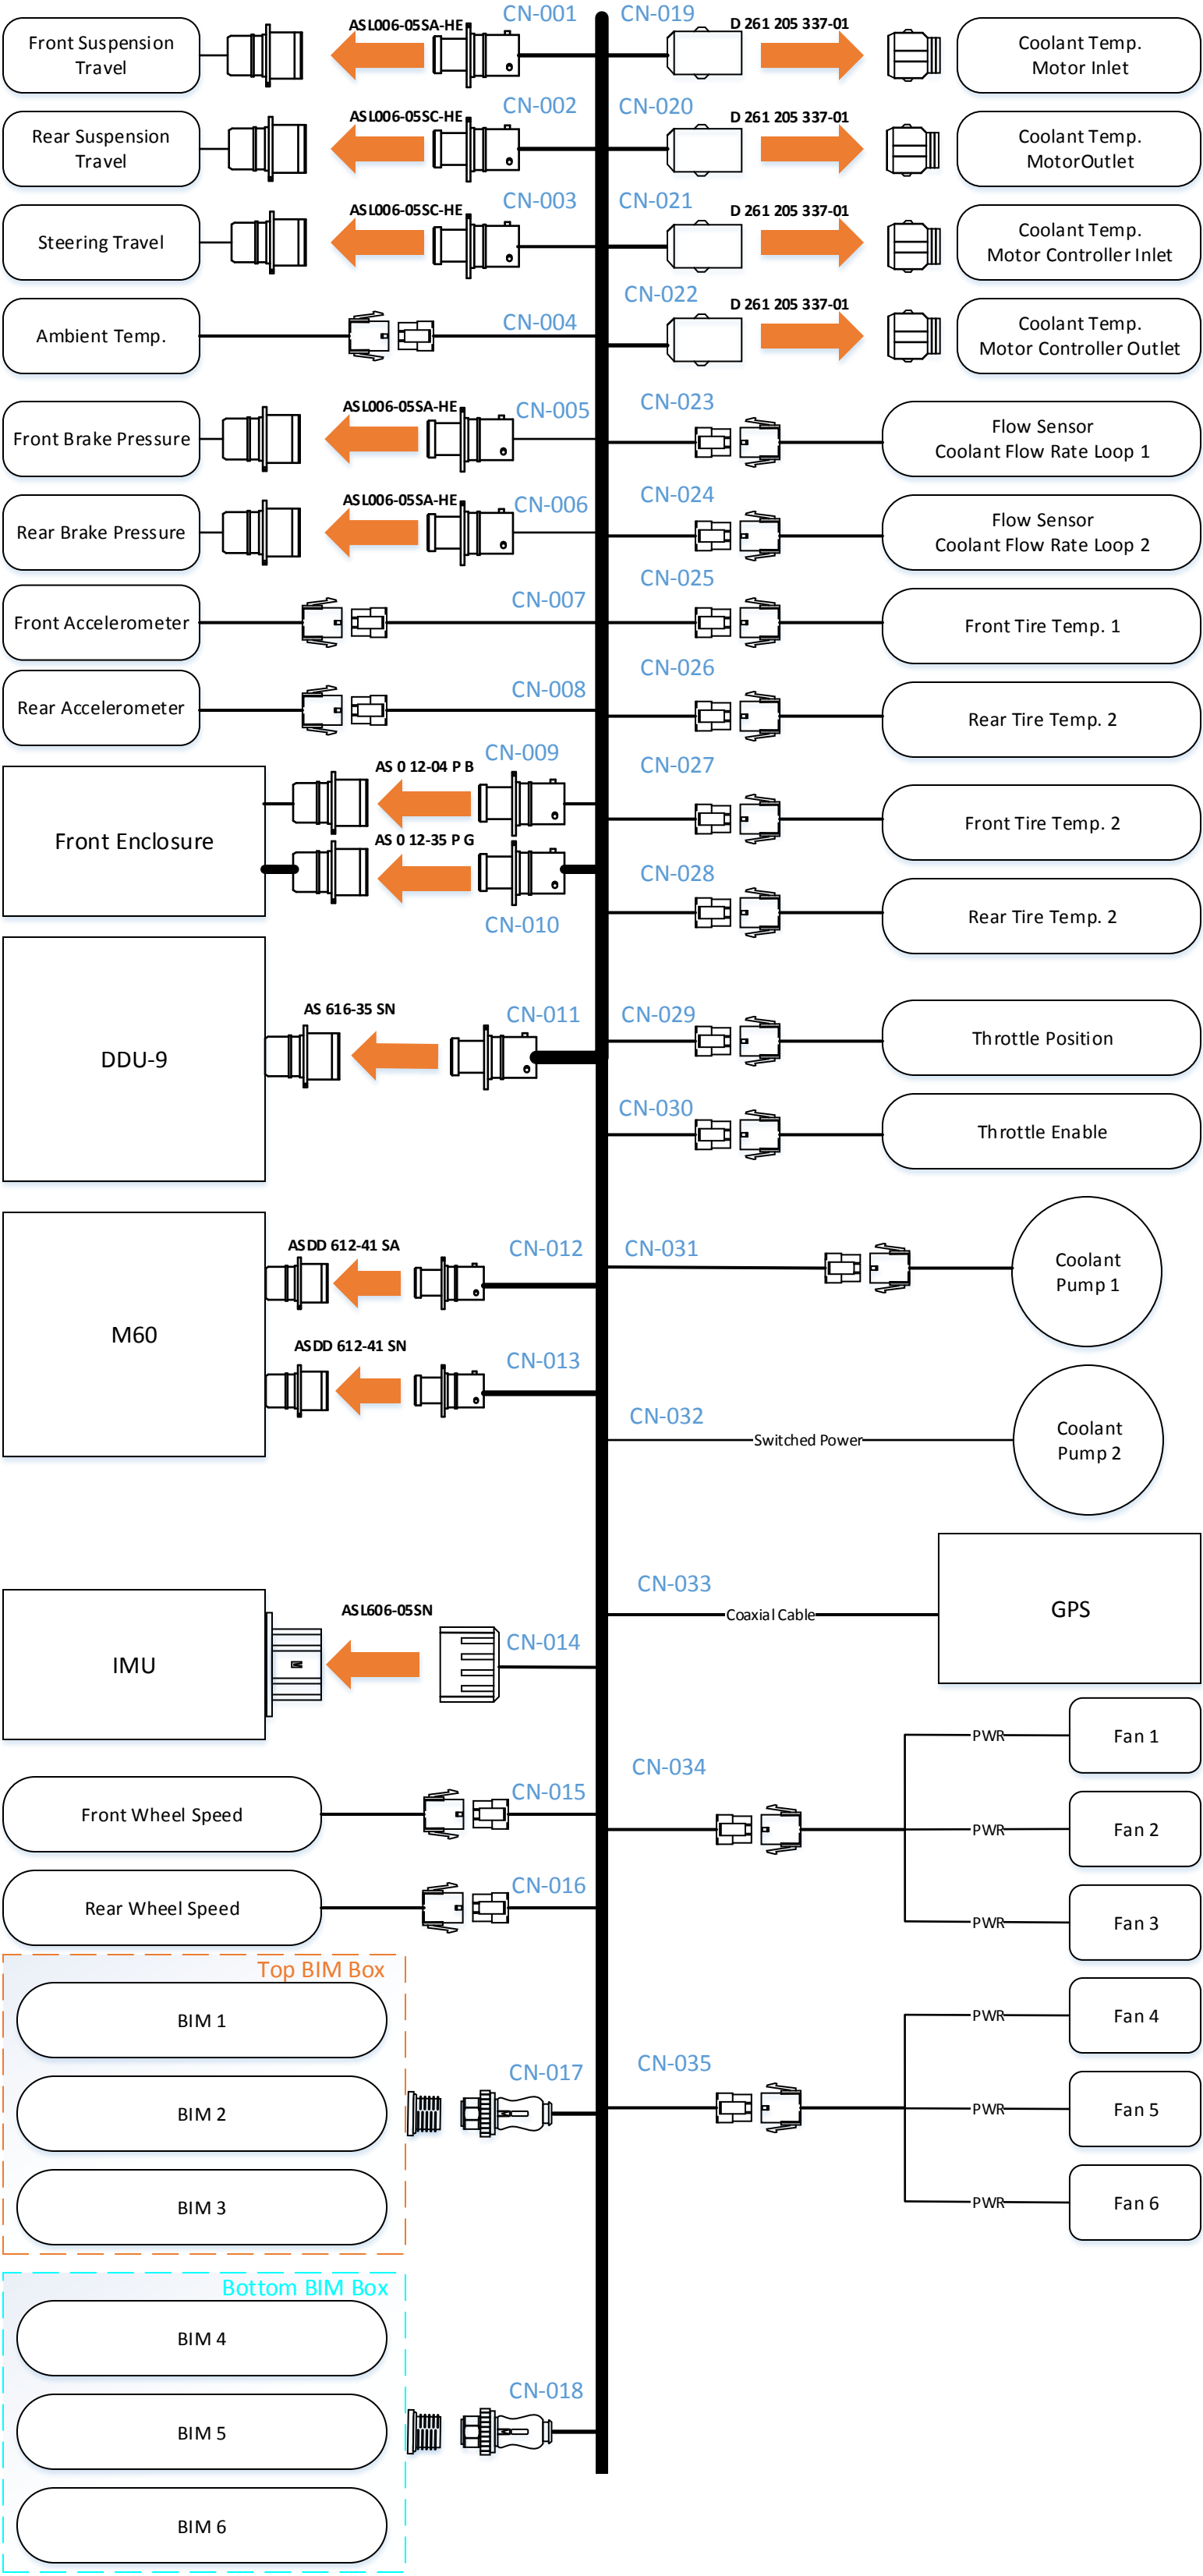 CN-001
ASL006-05SA-HE
Front Suspension
Travel
CN-002
ASL006-05SC-HE
Rear Suspension
Travel
CN-003
ASL006-05SC-HE
Steering Travel
CN-004
Ambient Temp.
CN-005
ASL006-05SA-HE
Front Brake Pressure
CN-006
ASL006-05SA-HE
Rear Brake Pressure
CN-007
Front Accelerometer
CN-008
Rear Accelerometer
CN-009
AS 0 12-04 P B
Front Enclosure
AS 0 12-35 P G
CN-010
AS 616-35 SN
CN-011
DDU-9
ASDD 612-41 SA
CN-012
M60
ASDD 612-41 SN
CN-013
ASL606-05SN
CN-014
IMU
CN-015
Front Wheel Speed
CN-016
Rear Wheel Speed
Top BIM Box
BIM 1
CN-017
BIM 2
BIM 3
Bottom BIM Box
BIM 4
CN-018
BIM 5
BIM 6
CN-019
D 261 205 337-01
Coolant Temp.
Motor Inlet
CN-020
D 261 205 337-01
Coolant Temp.
MotorOutlet
CN-021
D 261 205 337-01
Coolant Temp.
Motor Controller Inlet
CN-022
D 261 205 337-01
Coolant Temp.
Motor Controller Outlet
CN-023
Flow Sensor
Coolant Flow Rate Loop 1
CN-024
Flow Sensor
Coolant Flow Rate Loop 2
CN-025
Front Tire Temp. 1
CN-026
Rear Tire Temp. 2
CN-027
Front Tire Temp. 2
CN-028
Rear Tire Temp. 2
CN-029
Throttle Position
CN-030
Throttle Enable
CN-031
Coolant
Pump 1
CN-032
Switched Power
Coolant
Pump 2
CN-033
Coaxial Cable
GPS
CN-034
PWR
Fan 1
PWR
Fan 2
PWR
Fan 3
CN-035
PWR
Fan 4
PWR
Fan 5
PWR
Fan 6